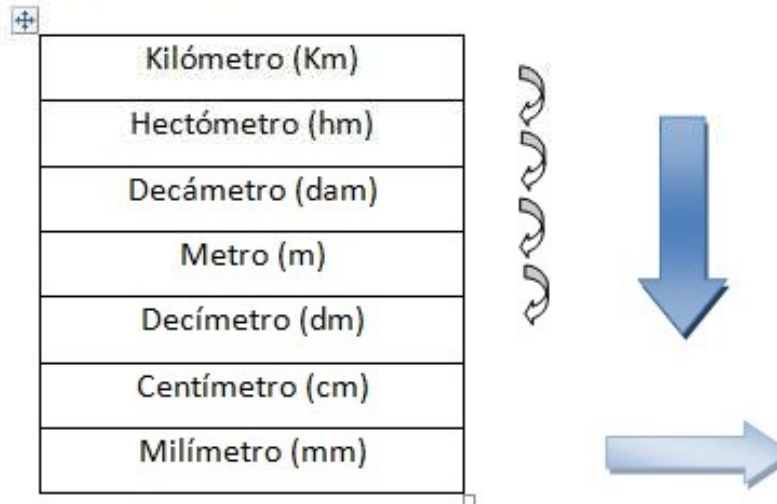 Kilómetro (Km)
Hectómetro (hm)
Decámetro (dam)
Metro (m)
Decímetro (dm)
Centímetro (cm)
Milímetro (mm)